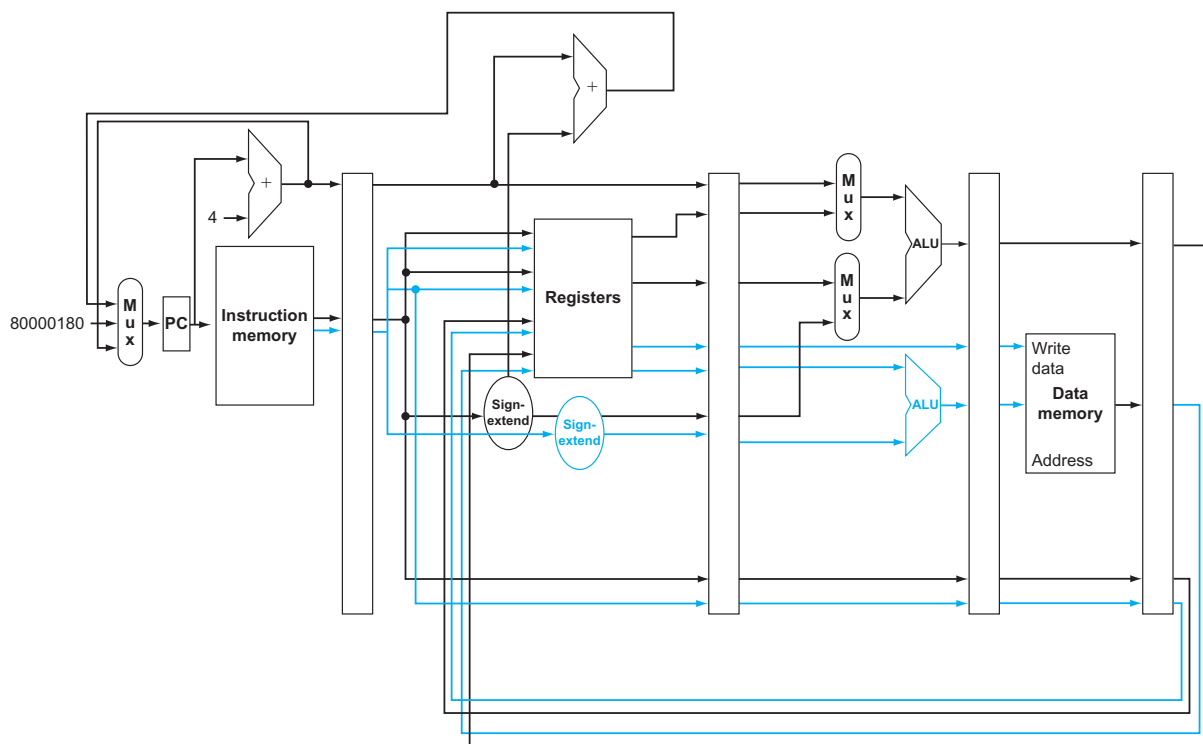 +
+
4
M
u
x
80000180
M
u
x
PC
Instruction
memory
Registers
ALU
M
u
x
Write
data
Data
memory
Address
Sign-
extend
Sign-
extend
ALU